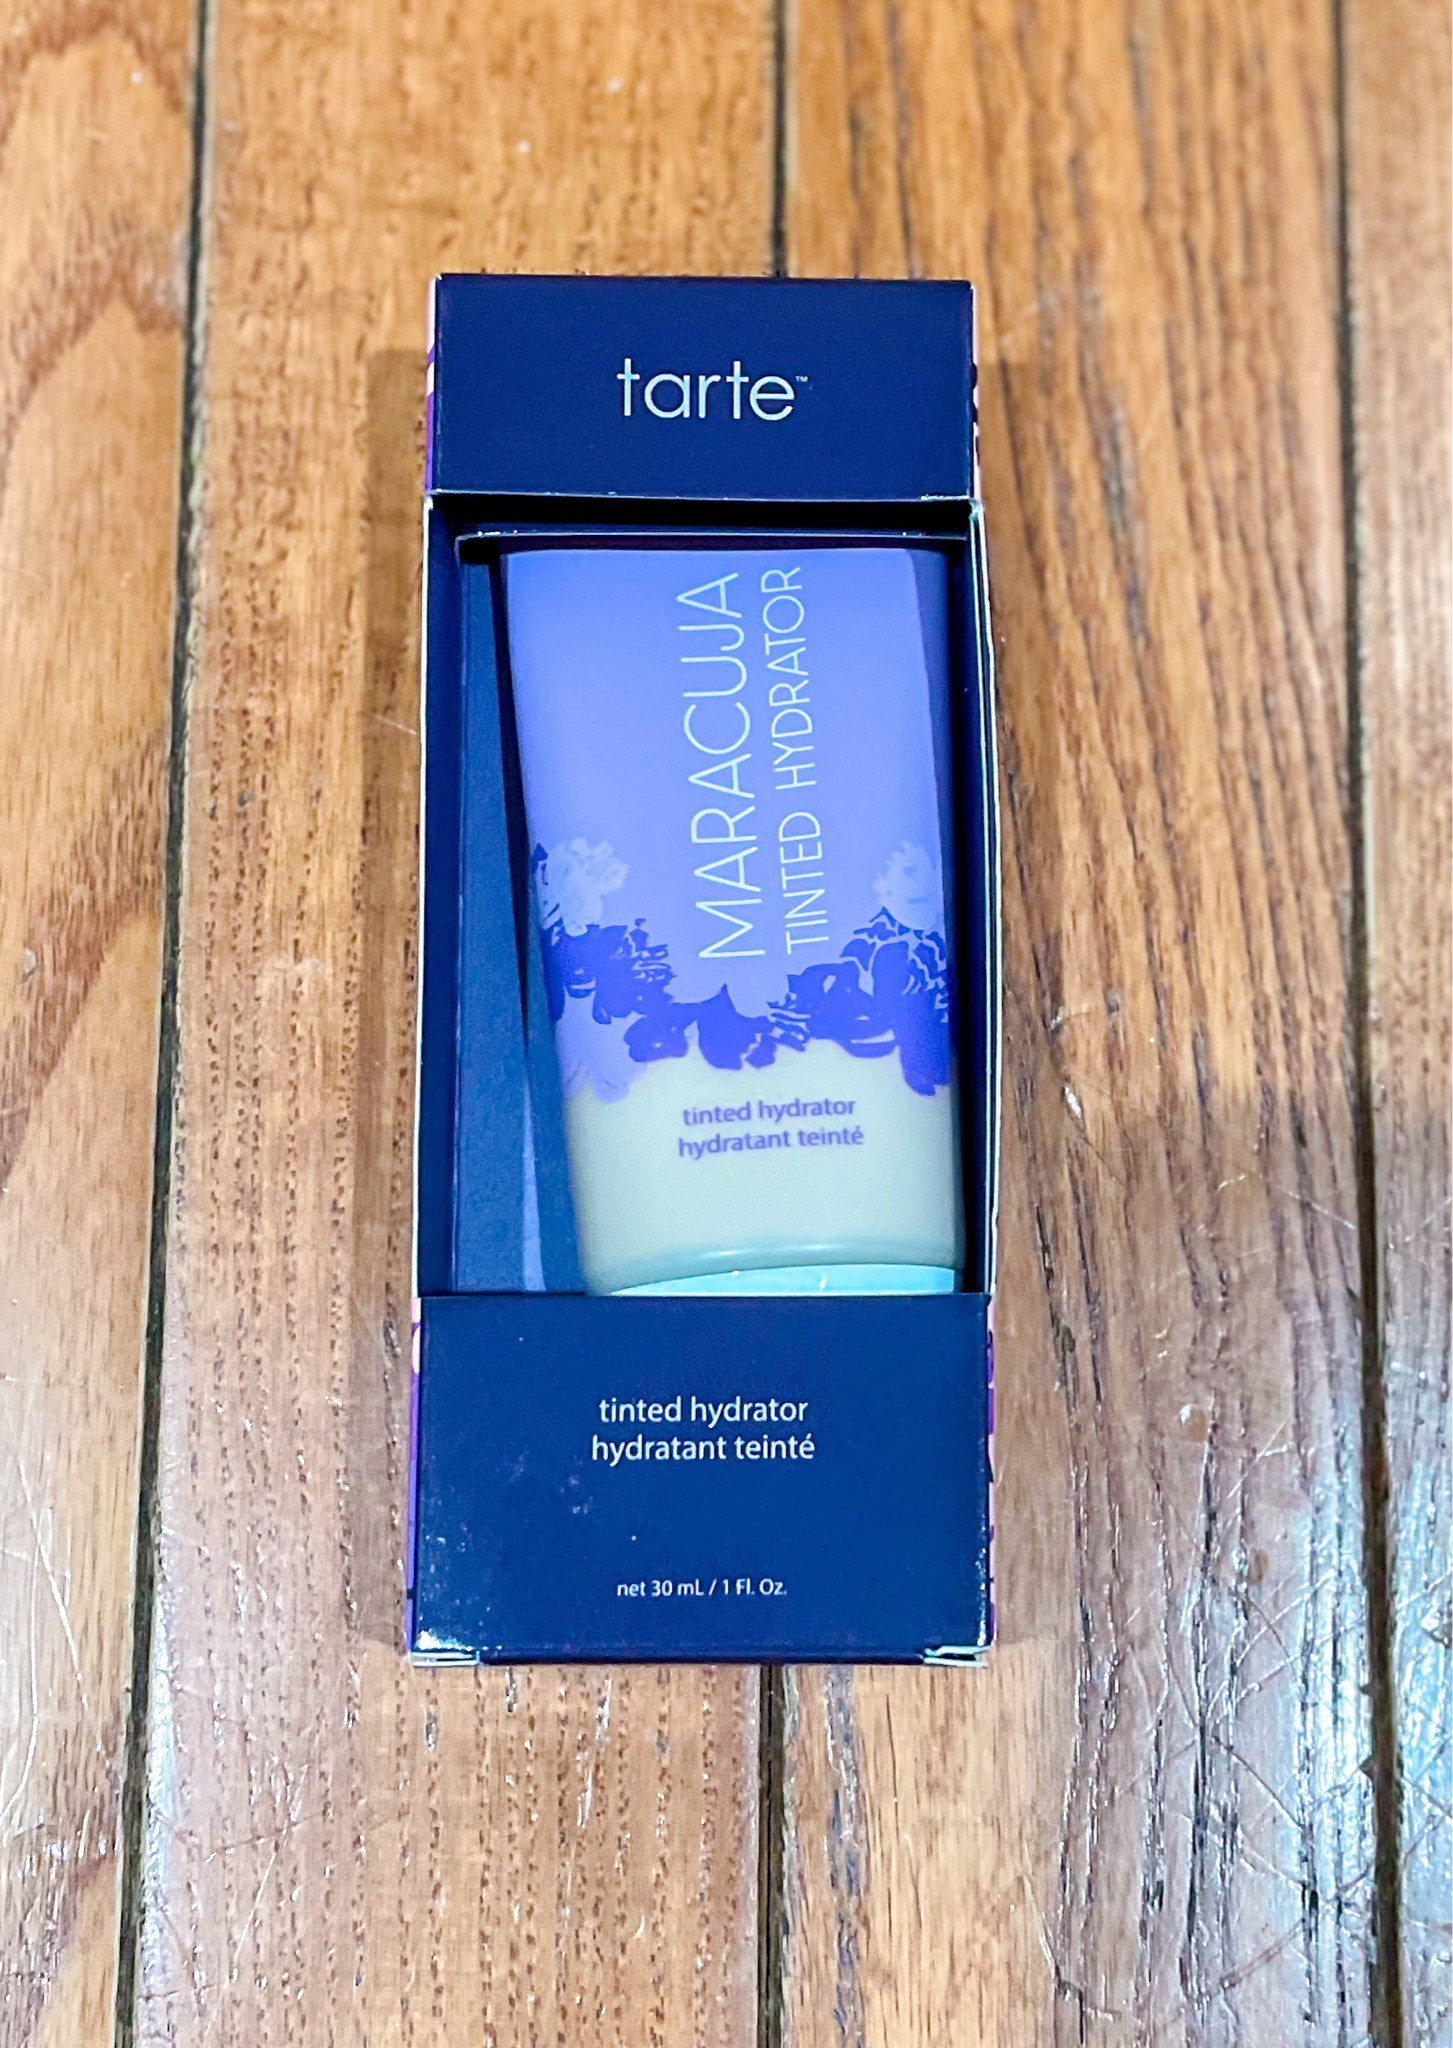 tarte™
MARACUJA
TINTED HYDRATOR
tinted hydrator
hydratant teinté
tinted hydrator
hydratant teinté
net 30 mL / 1 Fl. Oz.